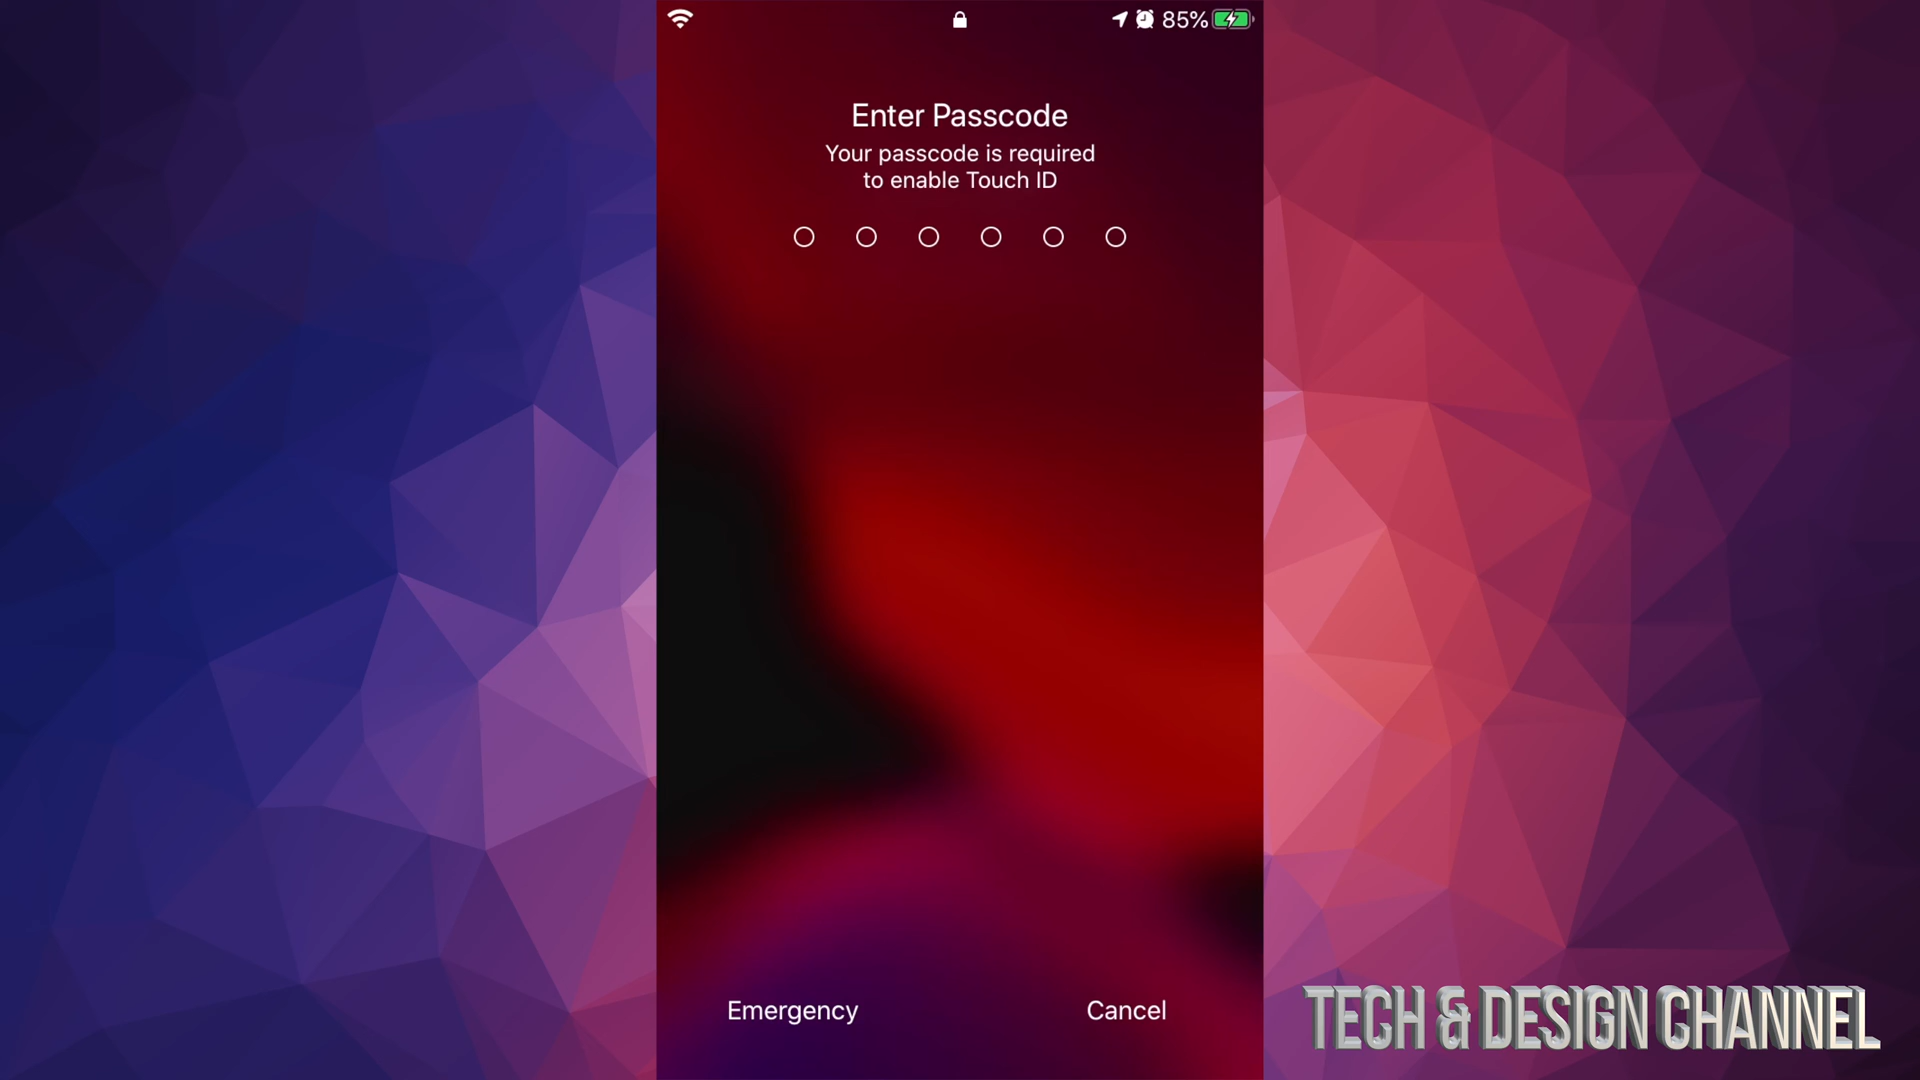 85%
Enter Passcode
Your passcode is required
to enable Touch ID
Emergency
Cancel
TECH & DESIGN CHANNEL